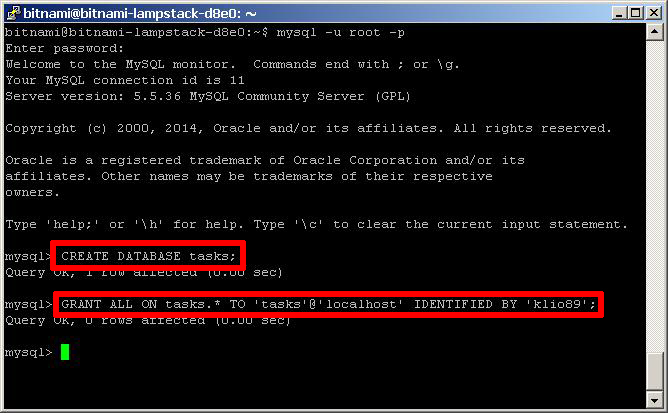 bitnami@bitnami-lampstack-d8e0: ~
bitnami@bitnami-lampstack-d8e0:~$ mysql -u root -p
Enter password:
Welcome to the MySQL monitor.  Commands end with ; or \g.
Your MySQL connection id is 11
Server version: 5.5.36 MySQL Community Server (GPL)
Copyright (c) 2000, 2014, Oracle and/or its affiliates. All rights reserved.
Oracle is a registered trademark of Oracle Corporation and/or its
affiliates. Other names may be trademarks of their respective
owners.
Type 'help;' or '\h' for help. Type '\c' to clear the current input statement.
mysql> CREATE DATABASE tasks;
Query OK, 1 row affected (0.00 sec)
mysql> GRANT ALL ON tasks.* TO 'tasks'@'localhost' IDENTIFIED BY 'klio89';
Query OK, 0 rows affected (0.00 sec)
mysql>